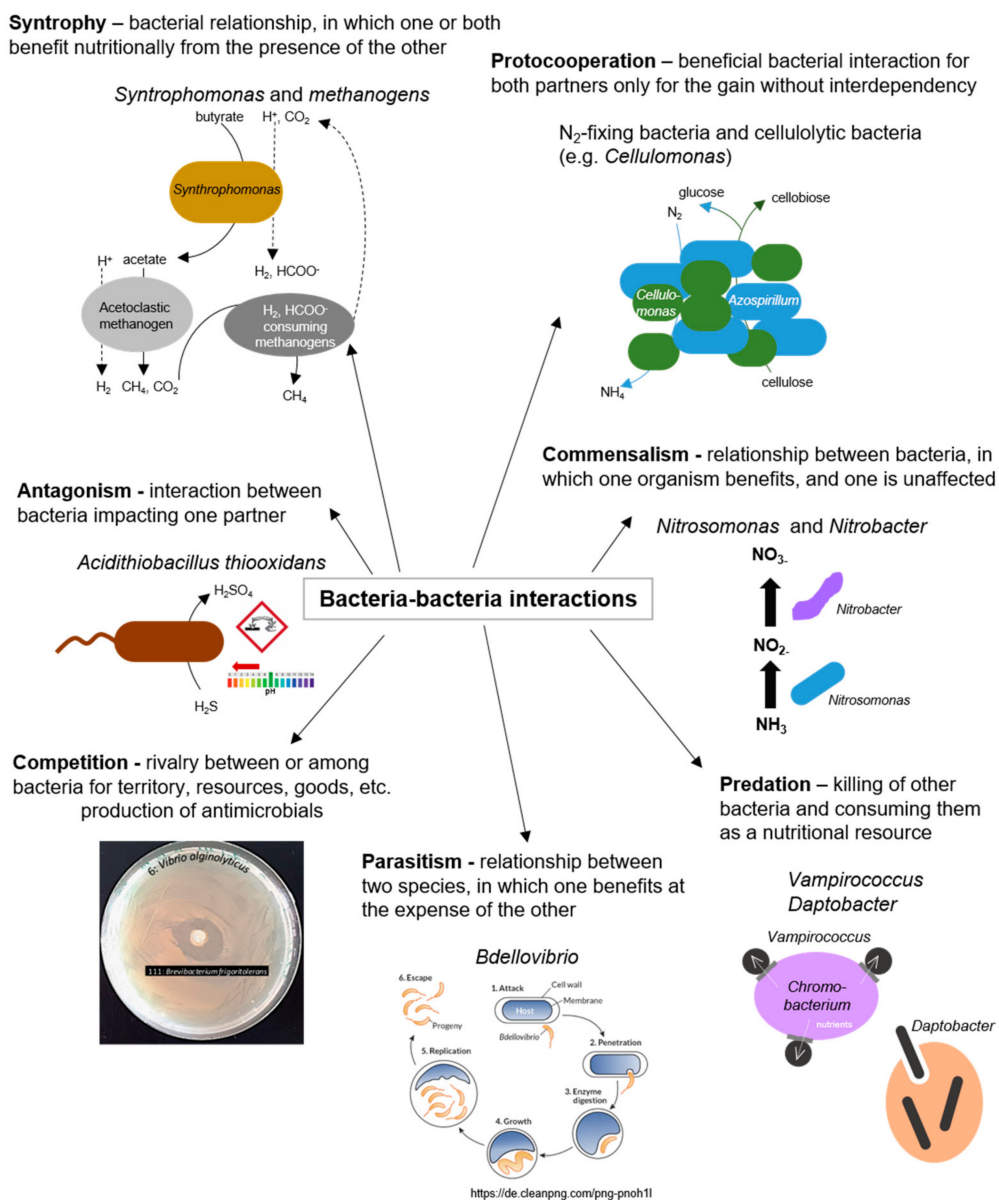 Syntrophy – bacterial relationship, in which one or both
benefit nutritionally from the presence of the other
Syntrophomonas and methanogens
butyrate
H⁺, CO₂
Synthrophomonas
H⁺
acetate
H₂, HCOO⁻
Acetoclastic
methanogen
H₂, HCOO⁻
consuming
methanogens
H₂
CH₄, CO₂
CH₄
Protocooperation – beneficial bacterial interaction for
both partners only for the gain without interdependency
N₂-fixing bacteria and cellulolytic bacteria
(e.g. Cellulomonas)
glucose
cellobiose
N₂
Cellulo-
monas
Azospirillum
NH₄
cellulose
Antagonism - interaction between
bacteria impacting one partner
Acidithiobacillus thiooxidans
H₂SO₄
pH
H₂S
Bacteria-bacteria interactions
Commensalism - relationship between bacteria, in
which one organism benefits, and one is unaffected
Nitrosomonas and Nitrobacter
NO₃₋
Nitrobacter
NO₂₋
Nitrosomonas
NH₃
Competition - rivalry between or among
bacteria for territory, resources, goods, etc.
production of antimicrobials
6: Vibrio alginolyticus
111: Brevibacterium frigoritolerans
Parasitism - relationship between
two species, in which one benefits at
the expense of the other
Bdellovibrio
6. Escape
Progeny
1. Attack
Cell wall
Membrane
Host
Bdellovibrio
2. Penetration
5. Replication
3. Enzyme
digestion
4. Growth
https://de.cleanpng.com/png-pnoh1l
Predation – killing of other
bacteria and consuming them
as a nutritional resource
Vampirococcus
Daptobacter
Vampirococcus
Chromo-
bacterium
nutrients
Daptobacter